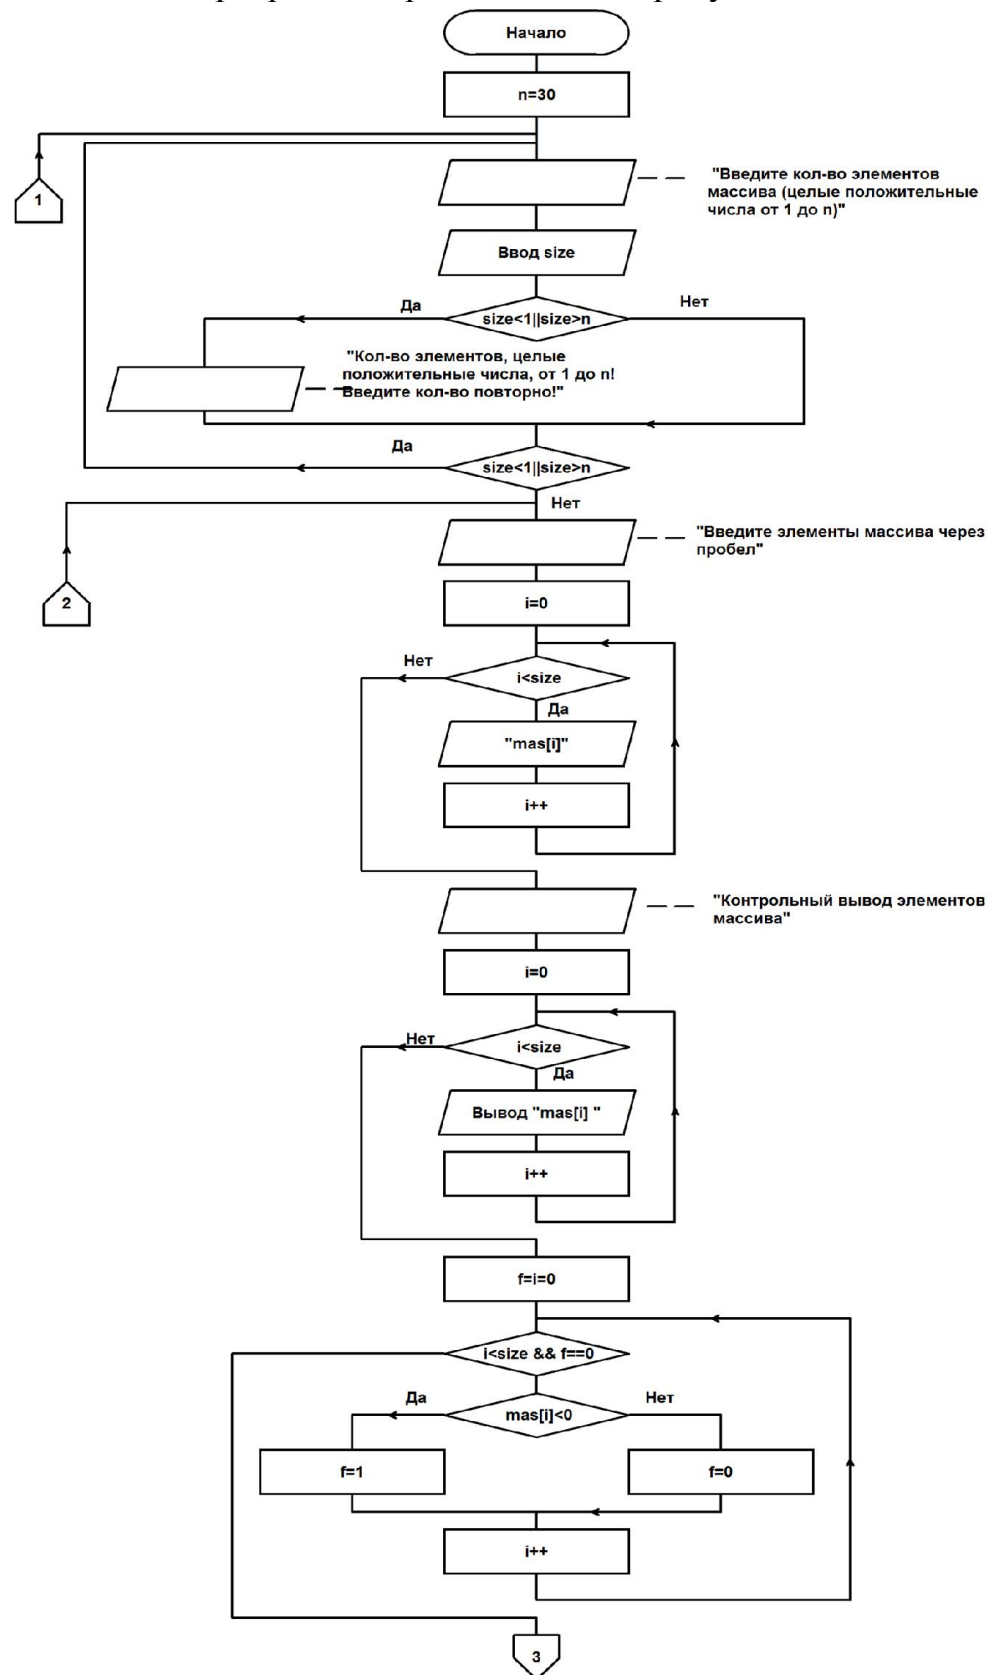 Начало
n=30
1
"Введите кол-во элементов
массива (целые положительные
числа от 1 до n)"
Ввод size
Да
size<1||size>n
Нет
"Кол-во элементов, целые
положительные числа, от 1 до n!
Введите кол-во повторно!"
Да
size<1||size>n
Нет
"Введите элементы массива через
пробел"
2
i=0
Нет
i<size
Да
"mas[i]"
i++
"Контрольный вывод элементов
массива"
i=0
Нет
i<size
Да
Вывод "mas[i] "
i++
f=i=0
i<size && f==0
Да
mas[i]<0
Нет
f=1
f=0
i++
3